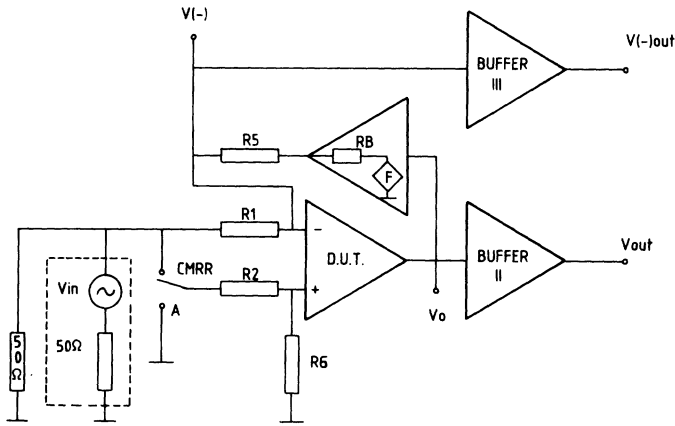 V(-)
BUFFER
III
V(-)out
R5
RB
F
R1
−
D.U.T.
CMRR
R2
+
A
Vin
50Ω
50Ω
R6
Vo
BUFFER
II
Vout